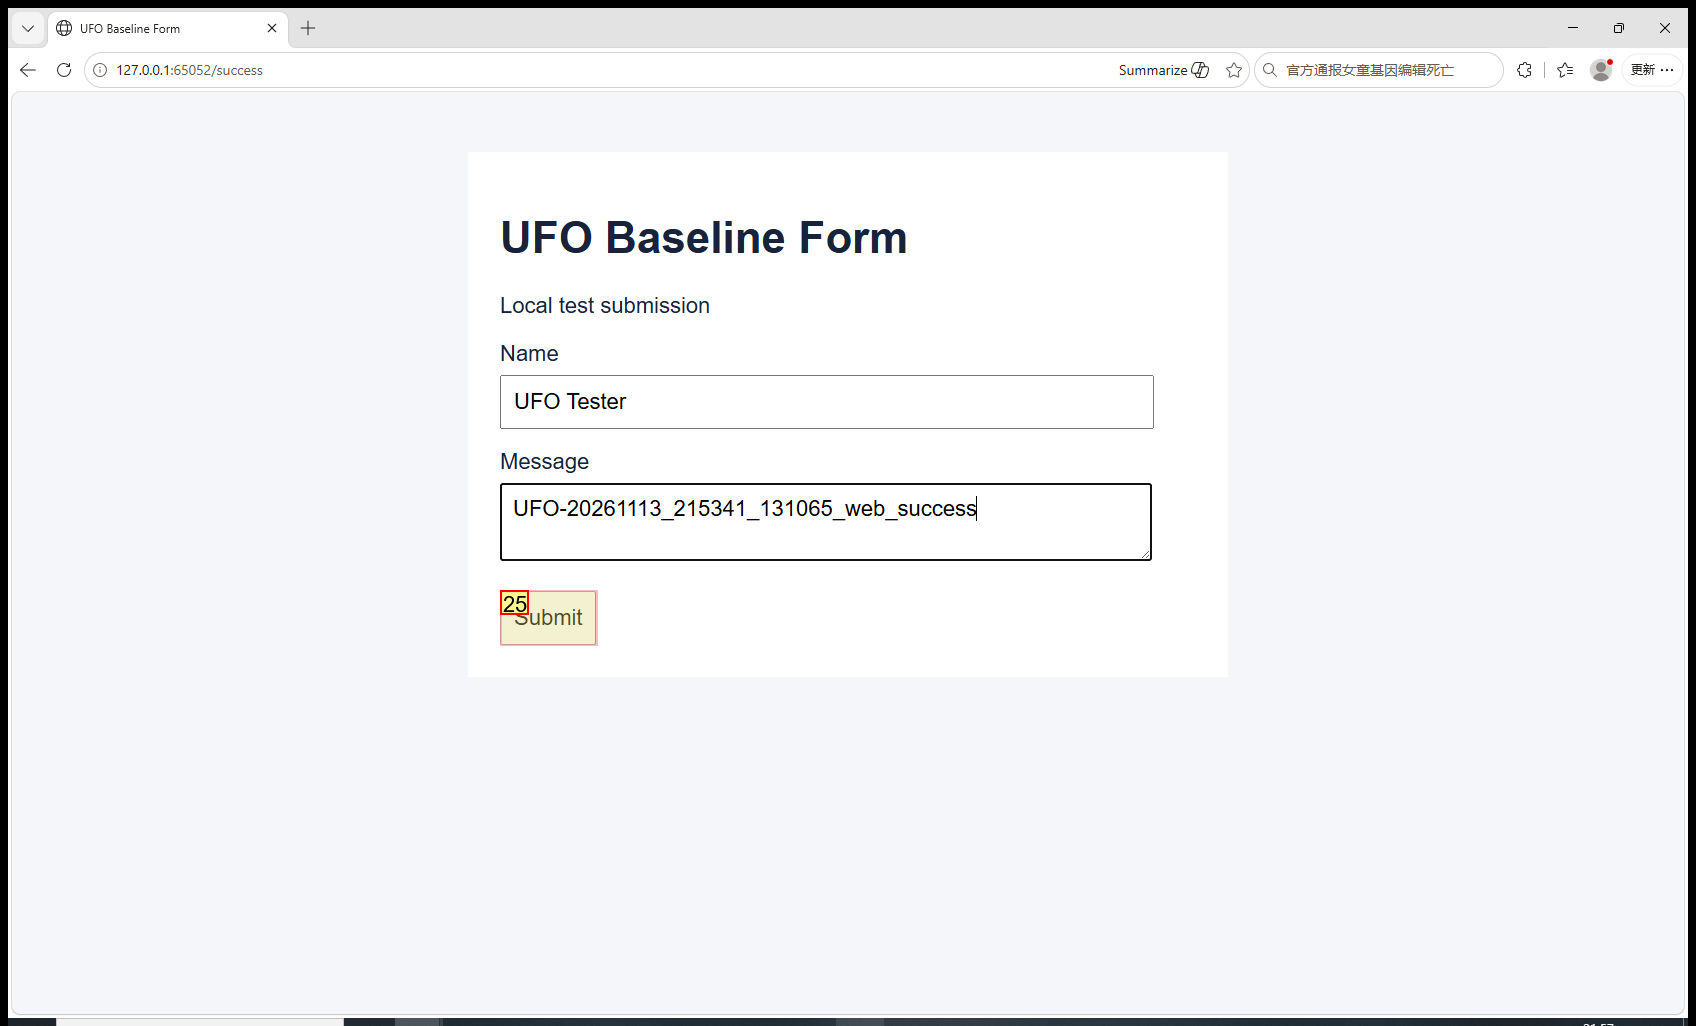 UFO Baseline Form
127.0.0.1:65052/success
Summarize
官方通报女童基因编辑死亡
更新
UFO Baseline Form
Local test submission
Name
UFO Tester
Message
UFO-20261113_215341_131065_web_success
25
Submit